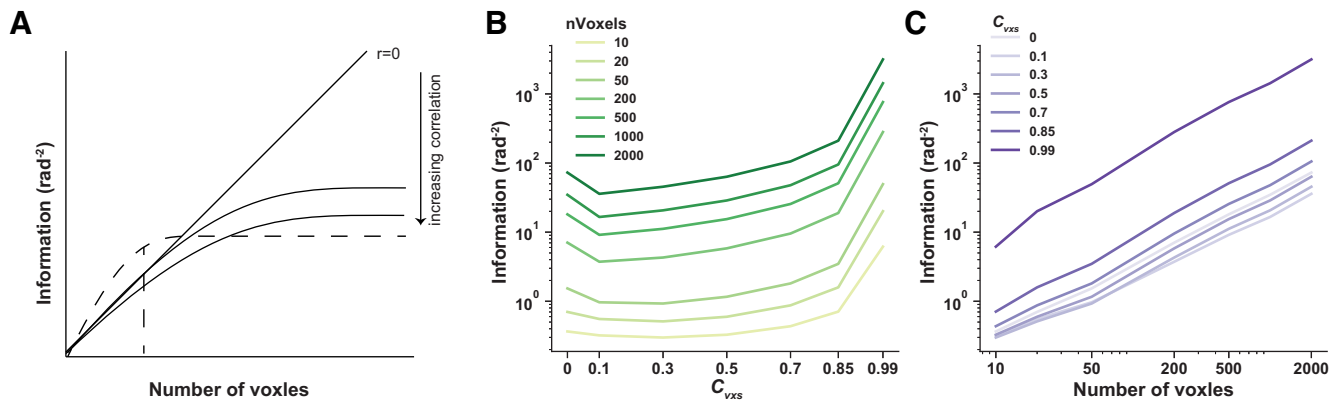 A
r=0
increasing correlation
Information (rad⁻²)
Number of voxles
B
nVoxels
10
20
50
200
500
1000
2000
10³
10²
10¹
10⁰
Information (rad⁻²)
0 0.1 0.3 0.5 0.7 0.85 0.99
Cvxs
C
Cvxs
0
0.1
0.3
0.5
0.7
0.85
0.99
10³
10²
10¹
10⁰
Information (rad⁻²)
10 50 200 500 2000
Number of voxles